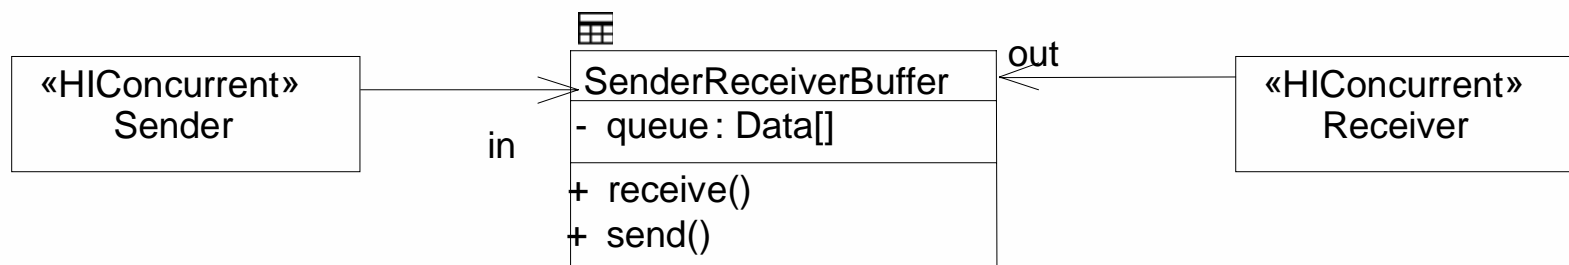 «HIConcurrent»
Sender
in
SenderReceiverBuffer
- queue : Data[]
+ receive()
+ send()
out
«HIConcurrent»
Receiver